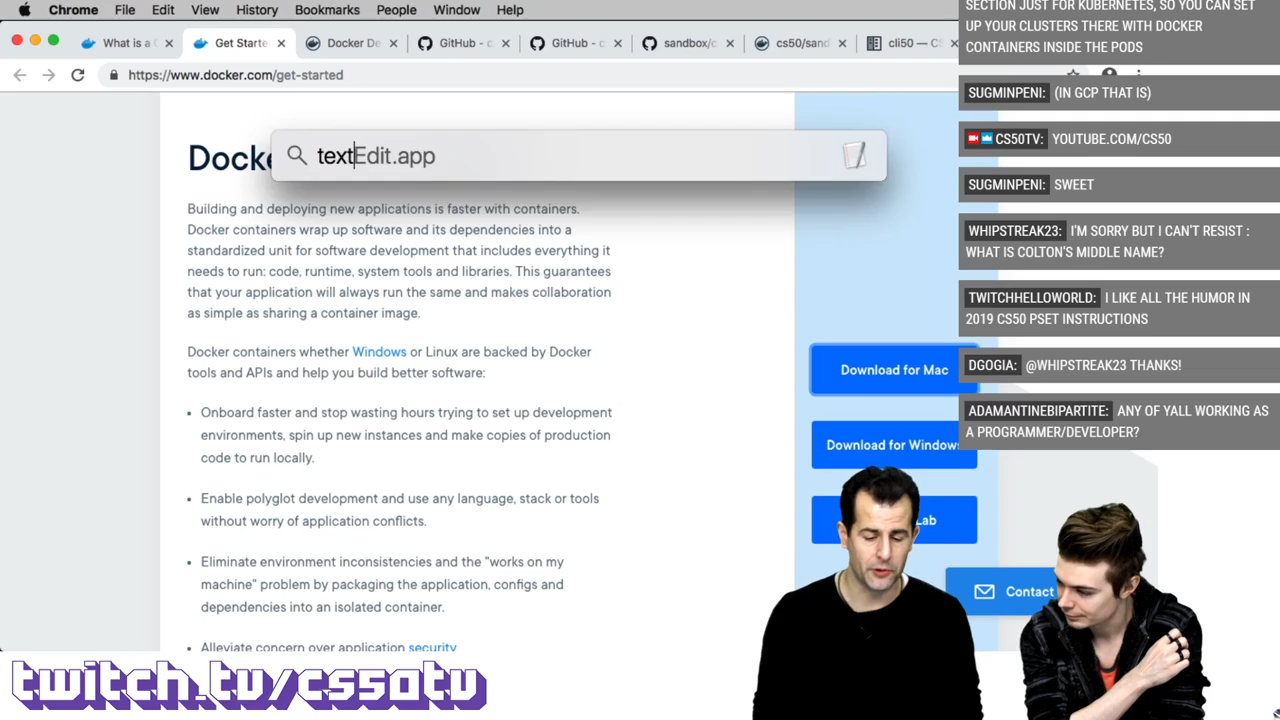 Chrome File Edit View History Bookmarks People Window Help
What is a C
Get Starte
Docker De
GitHub - c
GitHub - c
sandbox/c
cs50/sand
cli50 — CS
https://www.docker.com/get-started
Docke
textEdit.app
Building and deploying new applications is faster with containers.
Docker containers wrap up software and its dependencies into a
standardized unit for software development that includes everything it
needs to run: code, runtime, system tools and libraries. This guarantees
that your application will always run the same and makes collaboration
as simple as sharing a container image.
Docker containers whether Windows or Linux are backed by Docker
tools and APIs and help you build better software:
• Onboard faster and stop wasting hours trying to set up development
environments, spin up new instances and make copies of production
code to run locally.
• Enable polyglot development and use any language, stack or tools
without worry of application conflicts.
• Eliminate environment inconsistencies and the "works on my
machine" problem by packaging the application, configs and
dependencies into an isolated container.
• Alleviate concern over application security
Download for Mac
Download for Windows
Lab
Contact
SECTION JUST FOR KUBERNETES, SO YOU CAN SET
UP YOUR CLUSTERS THERE WITH DOCKER
CONTAINERS INSIDE THE PODS
SUGMINPENI: (IN GCP THAT IS)
CS50TV: YOUTUBE.COM/CS50
SUGMINPENI: SWEET
WHIPSTREAK23: I'M SORRY BUT I CAN'T RESIST :
WHAT IS COLTON'S MIDDLE NAME?
TWITCHHELLOWORLD: I LIKE ALL THE HUMOR IN
2019 CS50 PSET INSTRUCTIONS
DGOGIA: @WHIPSTREAK23 THANKS!
ADAMANTINEBIPARTITE: ANY OF YALL WORKING AS
A PROGRAMMER/DEVELOPER?
twitch.tv/cs50tv